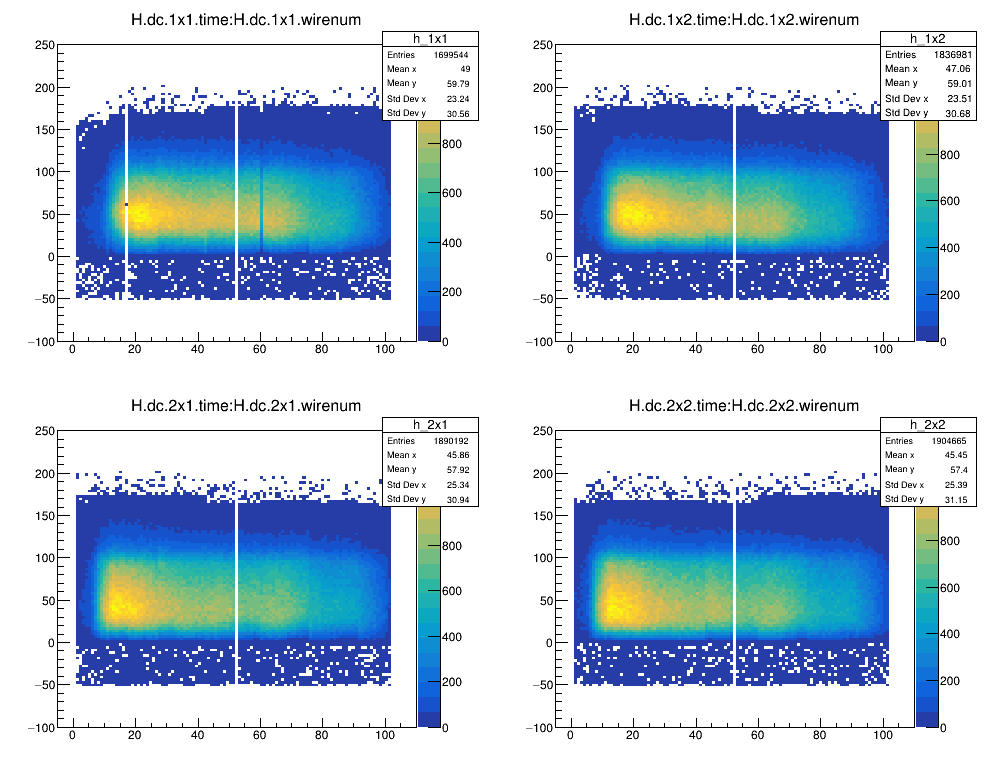 H.dc.1x1.time:H.dc.1x1.wirenum
h_1x1
Entries 1699544
Mean x 49
Mean y 59.79
Std Dev x 23.24
Std Dev y 30.56
250
200
150
100
50
0
−50
−100
0 20 40 60 80 100
800
600
400
200
0
H.dc.1x2.time:H.dc.1x2.wirenum
h_1x2
Entries 1836981
Mean x 47.06
Mean y 59.01
Std Dev x 23.51
Std Dev y 30.68
250
200
150
100
50
0
−50
−100
0 20 40 60 80 100
800
600
400
200
0
H.dc.2x1.time:H.dc.2x1.wirenum
h_2x1
Entries 1890192
Mean x 45.86
Mean y 57.92
Std Dev x 25.34
Std Dev y 30.94
250
200
150
100
50
0
−50
−100
0 20 40 60 80 100
800
600
400
200
0
H.dc.2x2.time:H.dc.2x2.wirenum
h_2x2
Entries 1904665
Mean x 45.45
Mean y 57.4
Std Dev x 25.39
Std Dev y 31.15
250
200
150
100
50
0
−50
−100
0 20 40 60 80 100
800
600
400
200
0